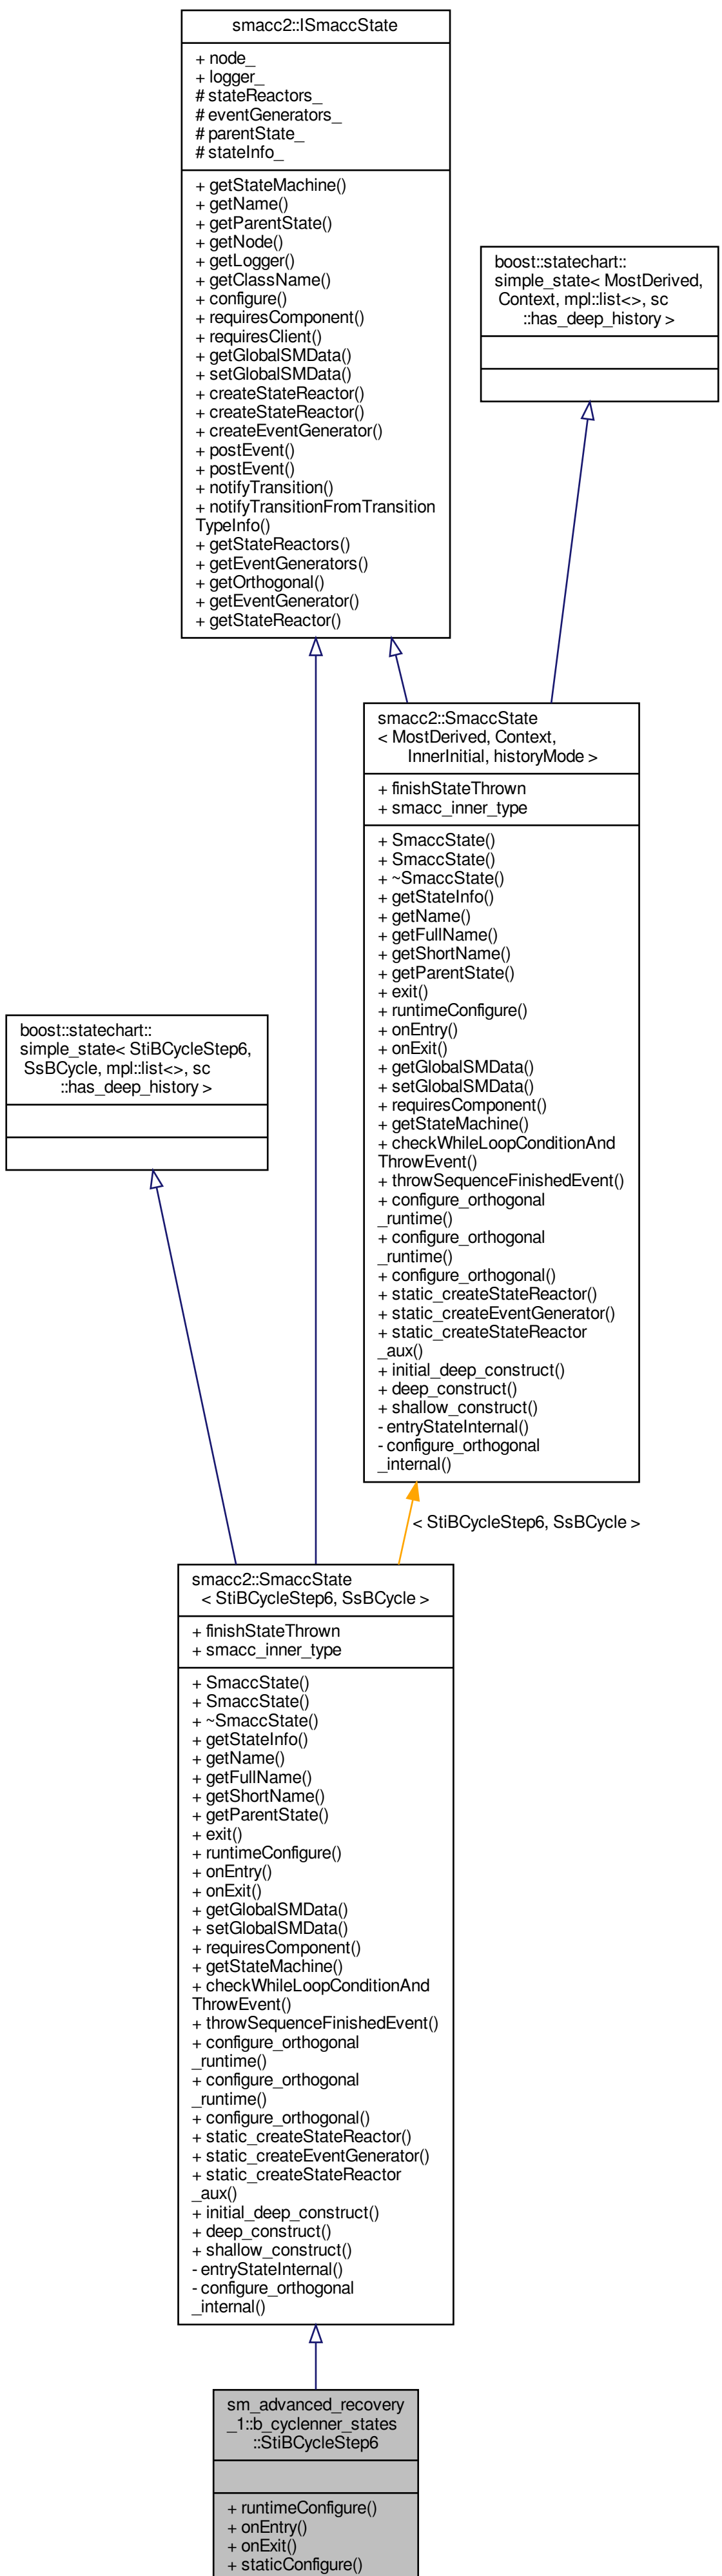 smacc2::ISmaccState
+ node_
+ logger_
# stateReactors_
# eventGenerators_
# parentState_
# stateInfo_
+ getStateMachine()
+ getName()
+ getParentState()
+ getNode()
+ getLogger()
+ getClassName()
+ configure()
+ requiresComponent()
+ requiresClient()
+ getGlobalSMData()
+ setGlobalSMData()
+ createStateReactor()
+ createStateReactor()
+ createEventGenerator()
+ postEvent()
+ postEvent()
+ notifyTransition()
+ notifyTransitionFromTransition
TypeInfo()
+ getStateReactors()
+ getEventGenerators()
+ getOrthogonal()
+ getEventGenerator()
+ getStateReactor()
boost::statechart::
simple_state< MostDerived,
Context, mpl::list<>, sc
::has_deep_history >
smacc2::SmaccState
< MostDerived, Context,
InnerInitial, historyMode >
+ finishStateThrown
+ smacc_inner_type
+ SmaccState()
+ SmaccState()
+ ~SmaccState()
+ getStateInfo()
+ getName()
+ getFullName()
+ getShortName()
+ getParentState()
+ exit()
+ runtimeConfigure()
+ onEntry()
+ onExit()
+ getGlobalSMData()
+ setGlobalSMData()
+ requiresComponent()
+ getStateMachine()
+ checkWhileLoopConditionAnd
ThrowEvent()
+ throwSequenceFinishedEvent()
+ configure_orthogonal
_runtime()
+ configure_orthogonal
_runtime()
+ configure_orthogonal()
+ static_createStateReactor()
+ static_createEventGenerator()
+ static_createStateReactor
_aux()
+ initial_deep_construct()
+ deep_construct()
+ shallow_construct()
- entryStateInternal()
- configure_orthogonal
_internal()
boost::statechart::
simple_state< StiBCycleStep6,
SsBCycle, mpl::list<>, sc
::has_deep_history >
< StiBCycleStep6, SsBCycle >
smacc2::SmaccState
< StiBCycleStep6, SsBCycle >
+ finishStateThrown
+ smacc_inner_type
+ SmaccState()
+ SmaccState()
+ ~SmaccState()
+ getStateInfo()
+ getName()
+ getFullName()
+ getShortName()
+ getParentState()
+ exit()
+ runtimeConfigure()
+ onEntry()
+ onExit()
+ getGlobalSMData()
+ setGlobalSMData()
+ requiresComponent()
+ getStateMachine()
+ checkWhileLoopConditionAnd
ThrowEvent()
+ throwSequenceFinishedEvent()
+ configure_orthogonal
_runtime()
+ configure_orthogonal
_runtime()
+ configure_orthogonal()
+ static_createStateReactor()
+ static_createEventGenerator()
+ static_createStateReactor
_aux()
+ initial_deep_construct()
+ deep_construct()
+ shallow_construct()
- entryStateInternal()
- configure_orthogonal
_internal()
sm_advanced_recovery
_1::b_cyclenner_states
::StiBCycleStep6
+ runtimeConfigure()
+ onEntry()
+ onExit()
+ staticConfigure()